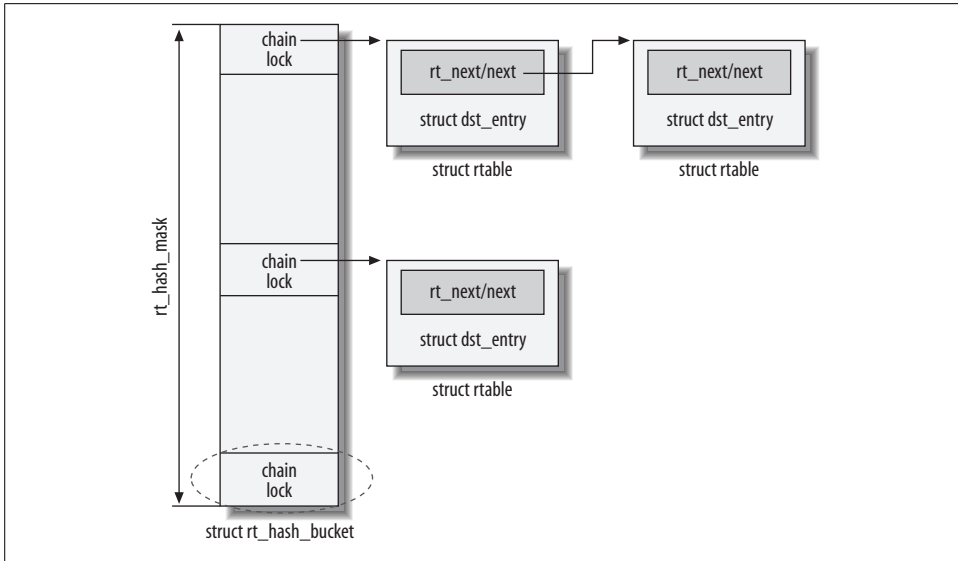 chain
lock
rt_next/next
struct dst_entry
struct rtable
rt_next/next
struct dst_entry
struct rtable
rt_hash_mask
chain
lock
rt_next/next
struct dst_entry
struct rtable
chain
lock
struct rt_hash_bucket